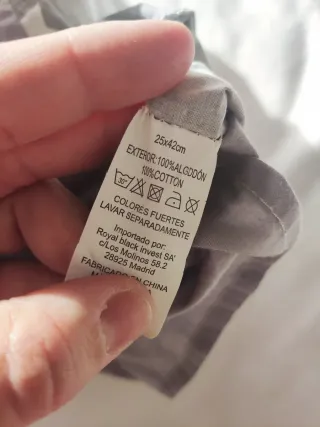 25x42cm
EXTERIOR:100%ALGODÓN
100%COTTON
30°
COLORES FUERTES
LAVAR SEPARADAMENTE
Importado por:
Royal black invest SA'
c/Los Molinos 58.2
28925 Madrid
FABRICADO EN CHINA